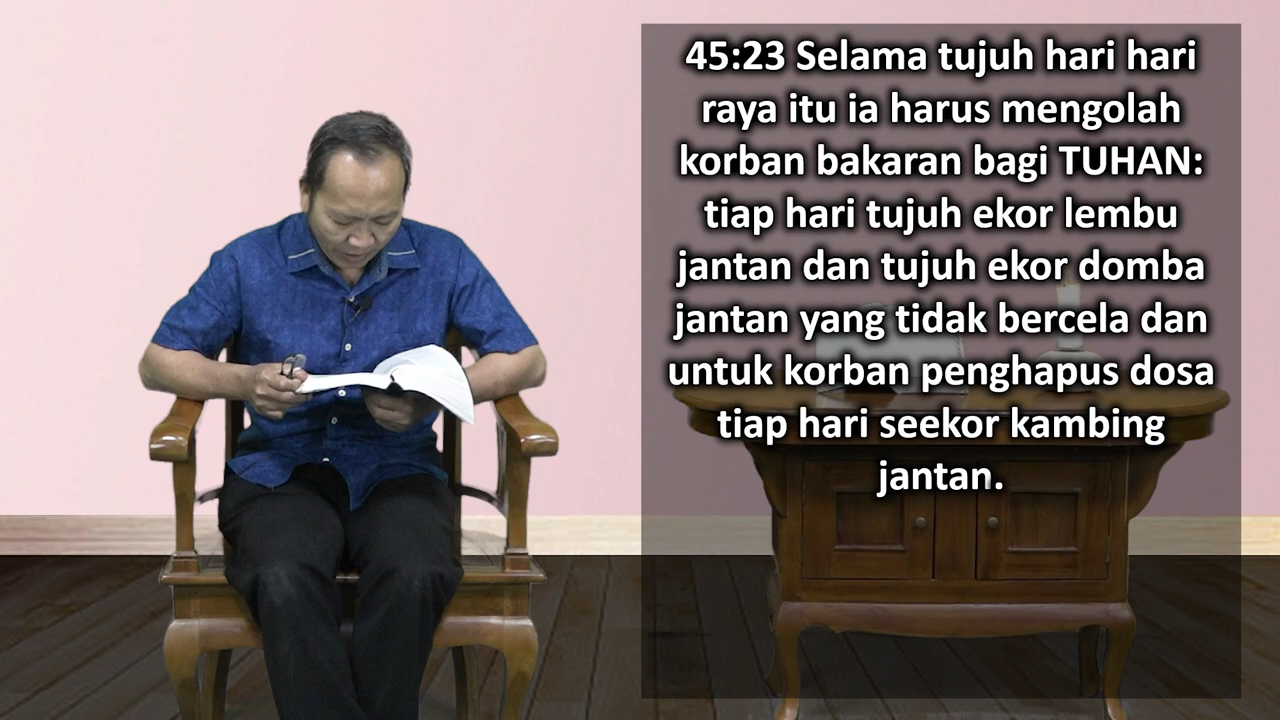 45:23 Selama tujuh hari hari
raya itu ia harus mengolah
korban bakaran bagi TUHAN:
tiap hari tujuh ekor lembu
jantan dan tujuh ekor domba
jantan yang tidak bercela dan
untuk korban penghapus dosa
tiap hari seekor kambing
jantan.